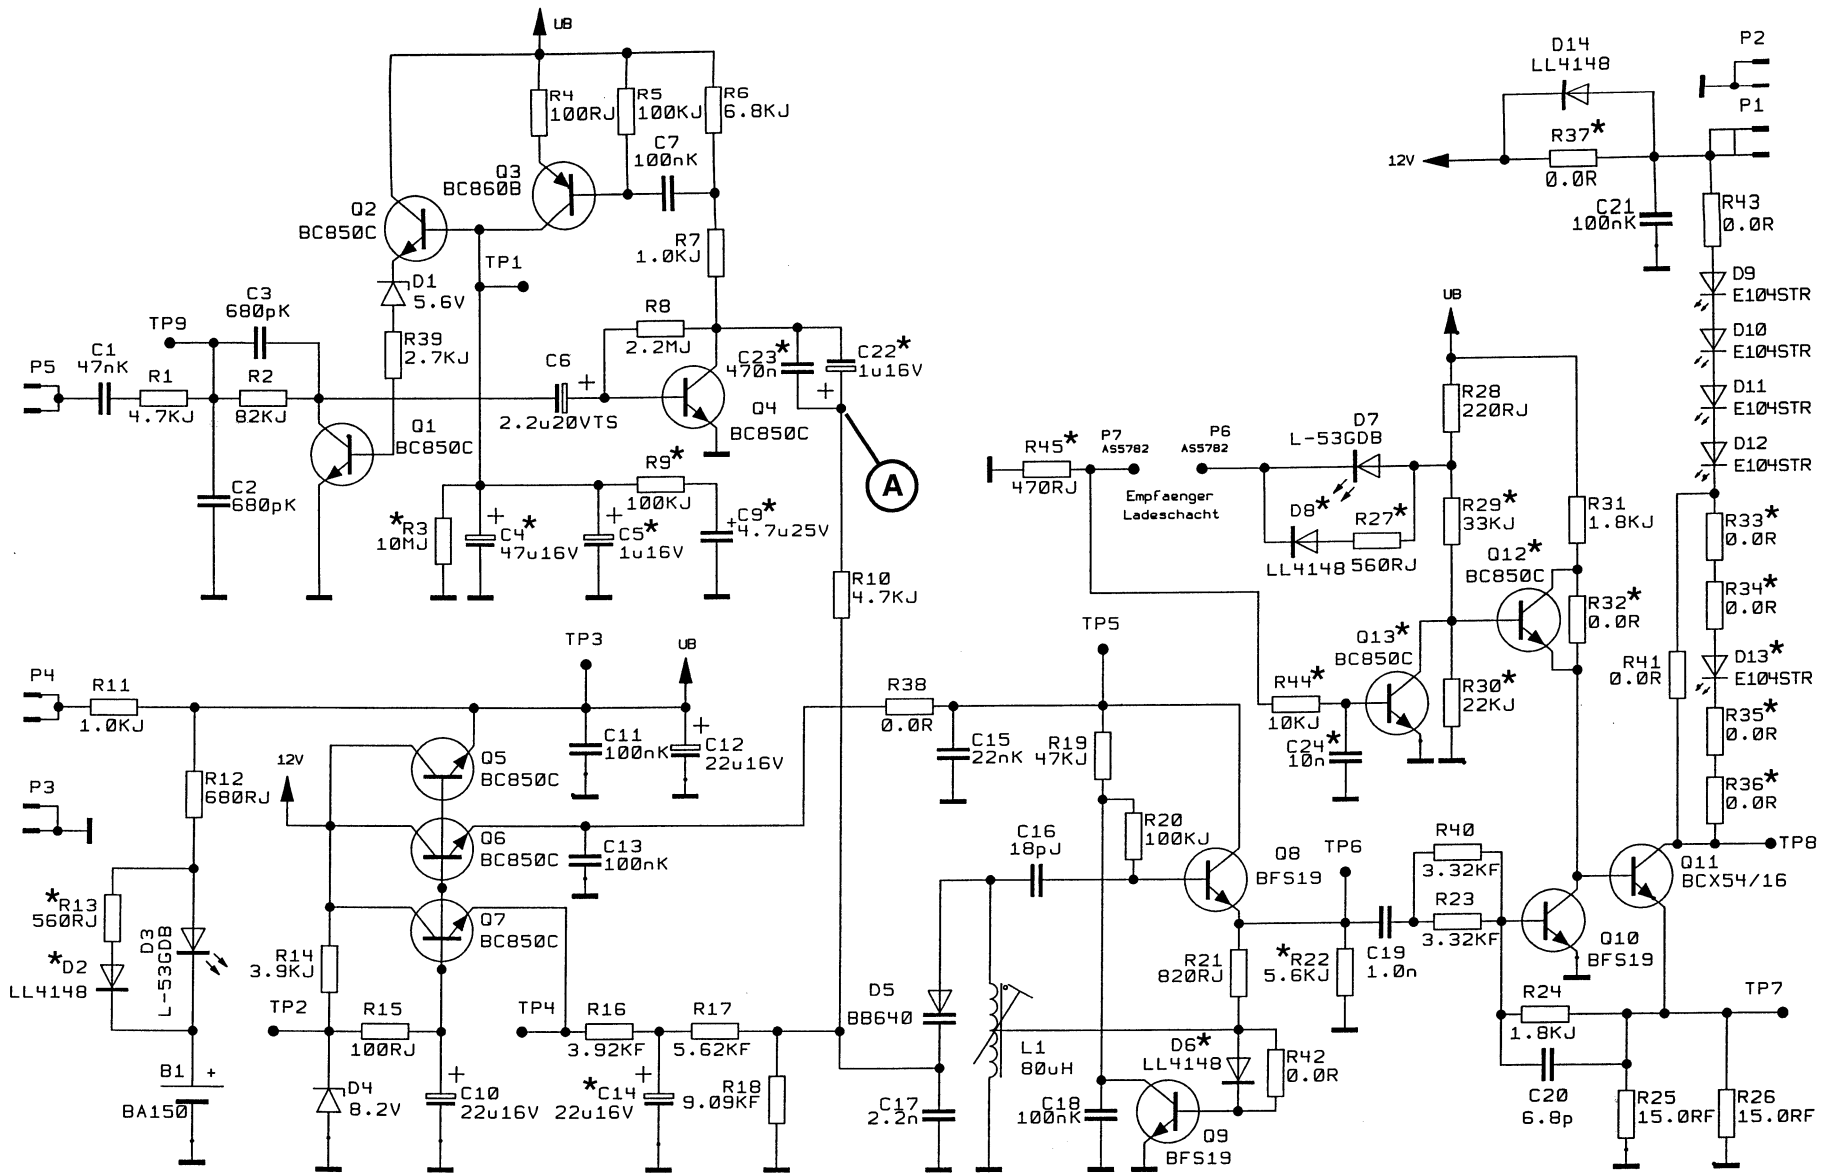 UB
R4
100RJ
R5
100KJ
R6
6.8KJ
C7
100nK
Q3
BC860B
Q2
BC850C
R7
1.0KJ
TP1
D1
5.6V
C3
680pK
TP9
R39
2.7KJ
R8
2.2MJ
C23*
470n
C22*
1u16V
+
P5
C1
47nK
R1
4.7KJ
R2
82KJ
C6
+
2.2u20VTS
Q4
BC850C
Q1
BC850C
C2
680pK
R9*
100KJ
*R3
10MJ
+
C4*
47u16V
+
C5*
1u16V
+
C9*
4.7u25V
A
R10
4.7KJ
D14
LL4148
P2
P1
12V
R37*
0.0R
C21
100nK
R43
0.0R
D9
E104STR
D10
E104STR
D11
E104STR
D12
E104STR
UB
R28
220RJ
R45*
470RJ
P7
AS5782
P6
AS5782
Empfaenger
Ladeschacht
D7
L-53GDB
D8*
LL4148
R27*
560RJ
R29*
33KJ
R31
1.8KJ
Q12*
BC850C
R32*
0.0R
R33*
0.0R
R34*
0.0R
D13*
E104STR
R35*
0.0R
R36*
0.0R
R41
0.0R
Q13*
BC850C
R44*
10KJ
C24*
10n
R30*
22KJ
P4
R11
1.0KJ
TP3
UB
C11
100nK
+
C12
22u16V
R38
0.0R
TP5
C15
22nK
R19
47KJ
P3
R12
680RJ
12V
Q5
BC850C
Q6
BC850C
C13
100nK
Q7
BC850C
*R13
560RJ
*D2
LL4148
D3
L-53GDB
B1
+
BA150
R14
3.9KJ
TP2
R15
100RJ
D4
8.2V
+
C10
22u16V
TP4
R16
3.92KF
R17
5.62KF
+
*C14
22u16V
R18
9.09KF
C16
18pJ
R20
100KJ
Q8
BFS19
D5
BB640
C17
2.2n
L1
80uH
C18
100nK
Q9
BFS19
R21
820RJ
D6*
LL4148
R42
0.0R
TP6
*R22
5.6KJ
C19
1.0n
R40
3.32KF
R23
3.32KF
Q10
BFS19
Q11
BCX54/16
TP8
R24
1.8KJ
C20
6.8p
TP7
R25
15.0RF
R26
15.0RF